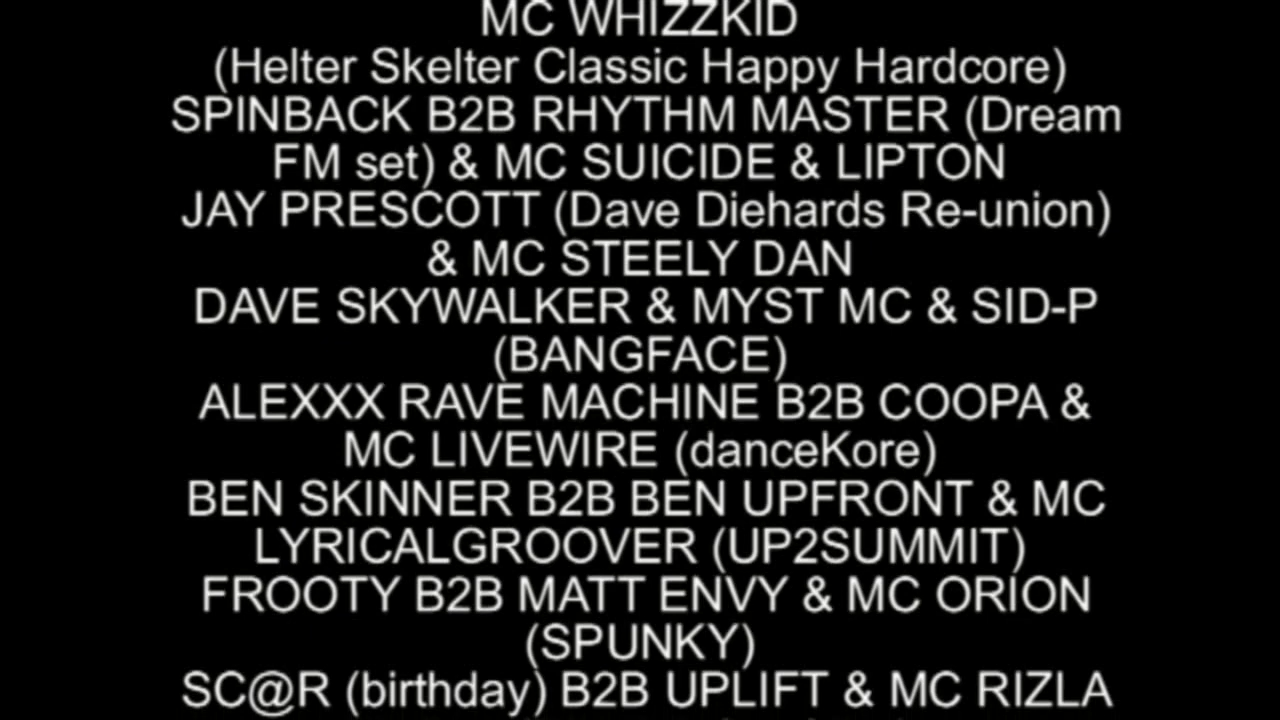 MC WHIZZKID
(Helter Skelter Classic Happy Hardcore)
SPINBACK B2B RHYTHM MASTER (Dream
FM set) & MC SUICIDE & LIPTON
JAY PRESCOTT (Dave Diehards Re-union)
& MC STEELY DAN
DAVE SKYWALKER & MYST MC & SID-P
(BANGFACE)
ALEXXX RAVE MACHINE B2B COOPA &
MC LIVEWIRE (danceKore)
BEN SKINNER B2B BEN UPFRONT & MC
LYRICALGROOVER (UP2SUMMIT)
FROOTY B2B MATT ENVY & MC ORION
(SPUNKY)
SC@R (birthday) B2B UPLIFT & MC RIZLA